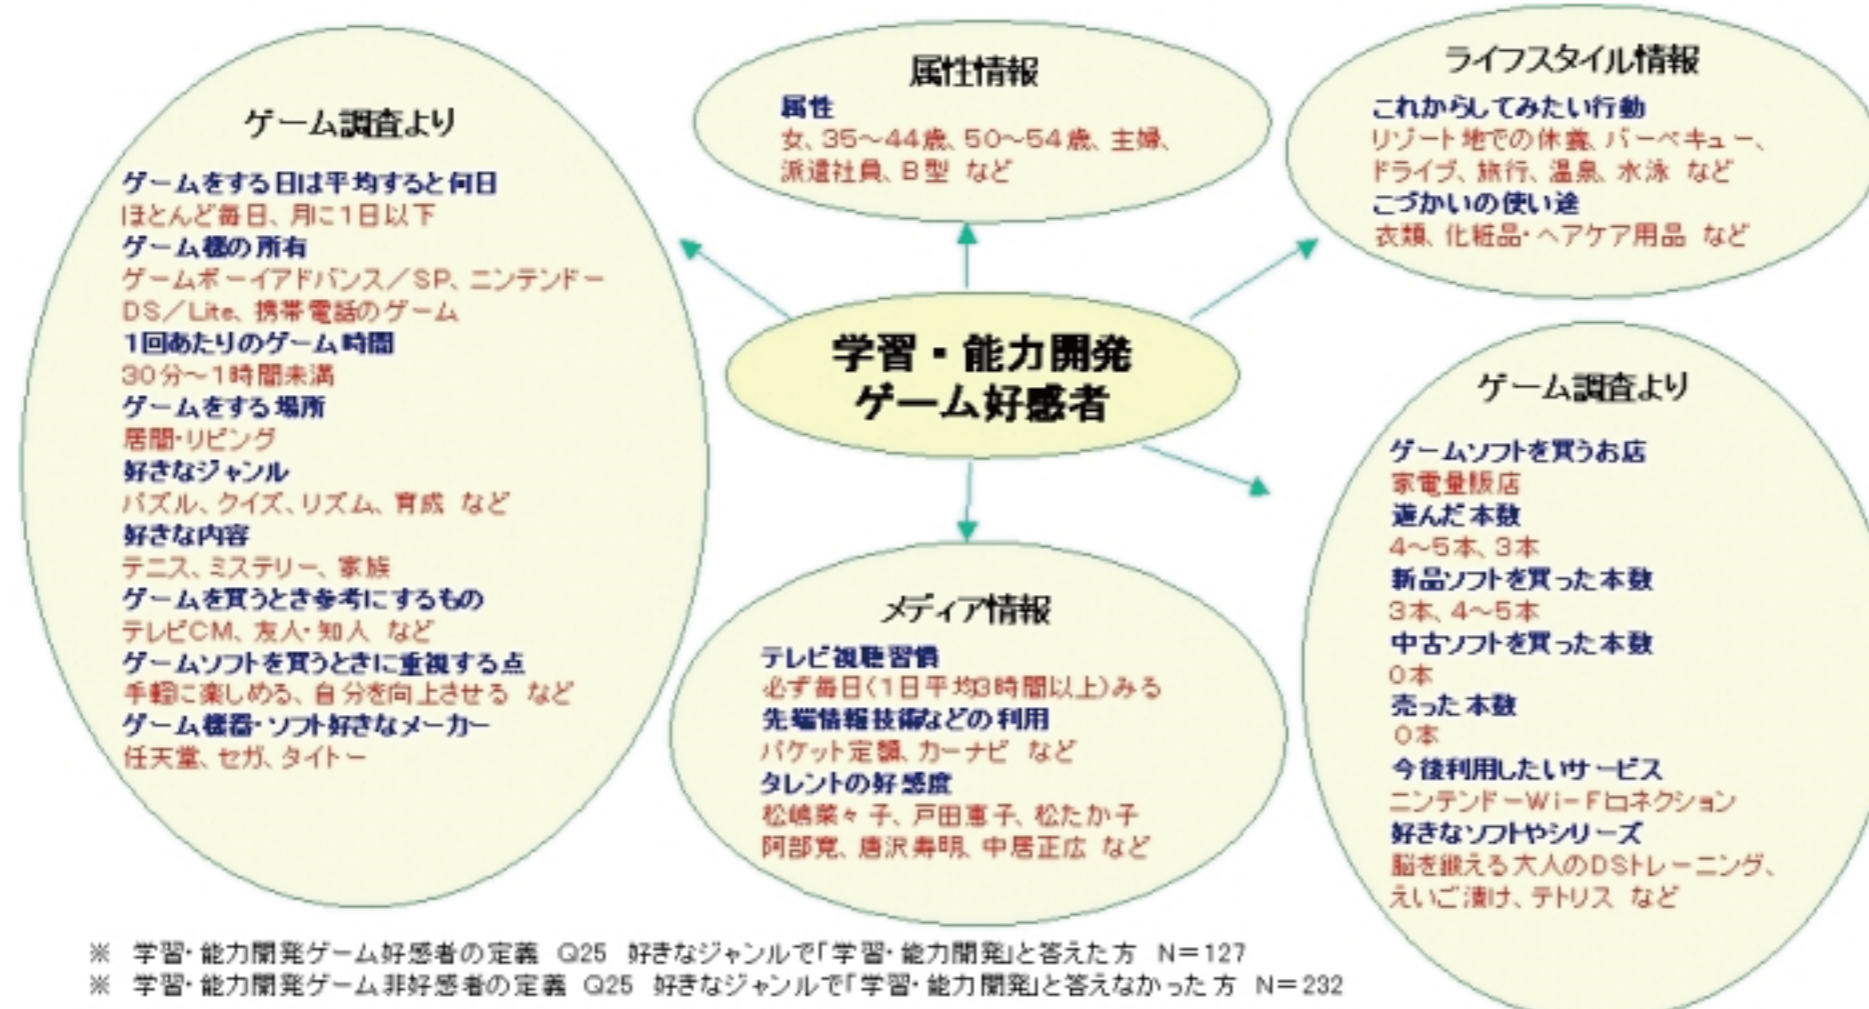 ゲーム調査より
ゲームをする日は平均すると何日
ほとんど毎日、月に1日以下
ゲーム機の所有
ゲームボーイアドバンス／SP、ニンテンドー
DS／Lite、携帯電話のゲーム
1回あたりのゲーム時間
30分～1時間未満
ゲームをする場所
居間・リビング
好きなジャンル
パズル、クイズ、リズム、育成 など
好きな内容
テニス、ミステリー、家族
ゲームを買うとき参考にするもの
テレビCM、友人・知人 など
ゲームソフトを買うときに重視する点
手軽に楽しめる、自分を向上させる など
ゲーム機器・ソフト好きなメーカー
任天堂、セガ、タイトー
属性情報
属性
女、35～44歳、50～54歳、主婦、
派遣社員、B型 など
ライフスタイル情報
これからしてみたい行動
リゾート地での休養、バーベキュー、
ドライブ、旅行、温泉、水泳 など
こづかいの使い途
衣類、化粧品・ヘアケア用品 など
学習・能力開発
ゲーム好感者
メディア情報
テレビ視聴習慣
必ず毎日（1日平均3時間以上）みる
先端情報技術などの利用
パケット定額、カーナビ など
タレントの好感度
松嶋菜々子、戸田恵子、松たか子
阿部寛、唐沢寿明、中居正広 など
ゲーム調査より
ゲームソフトを買うお店
家電量販店
遊んだ本数
4～5本、3本
新品ソフトを買った本数
3本、4～5本
中古ソフトを買った本数
0本
売った本数
0本
今後利用したいサービス
ニンテンドーWi－Fiコネクション
好きなソフトやシリーズ
脳を鍛える大人のDSトレーニング、
えいご漬け、テトリス など
※ 学習・能力開発ゲーム好感者の定義 Q25 好きなジャンルで「学習・能力開発」と答えた方 N＝127
※ 学習・能力開発ゲーム非好感者の定義 Q25 好きなジャンルで「学習・能力開発」と答えなかった方 N＝232